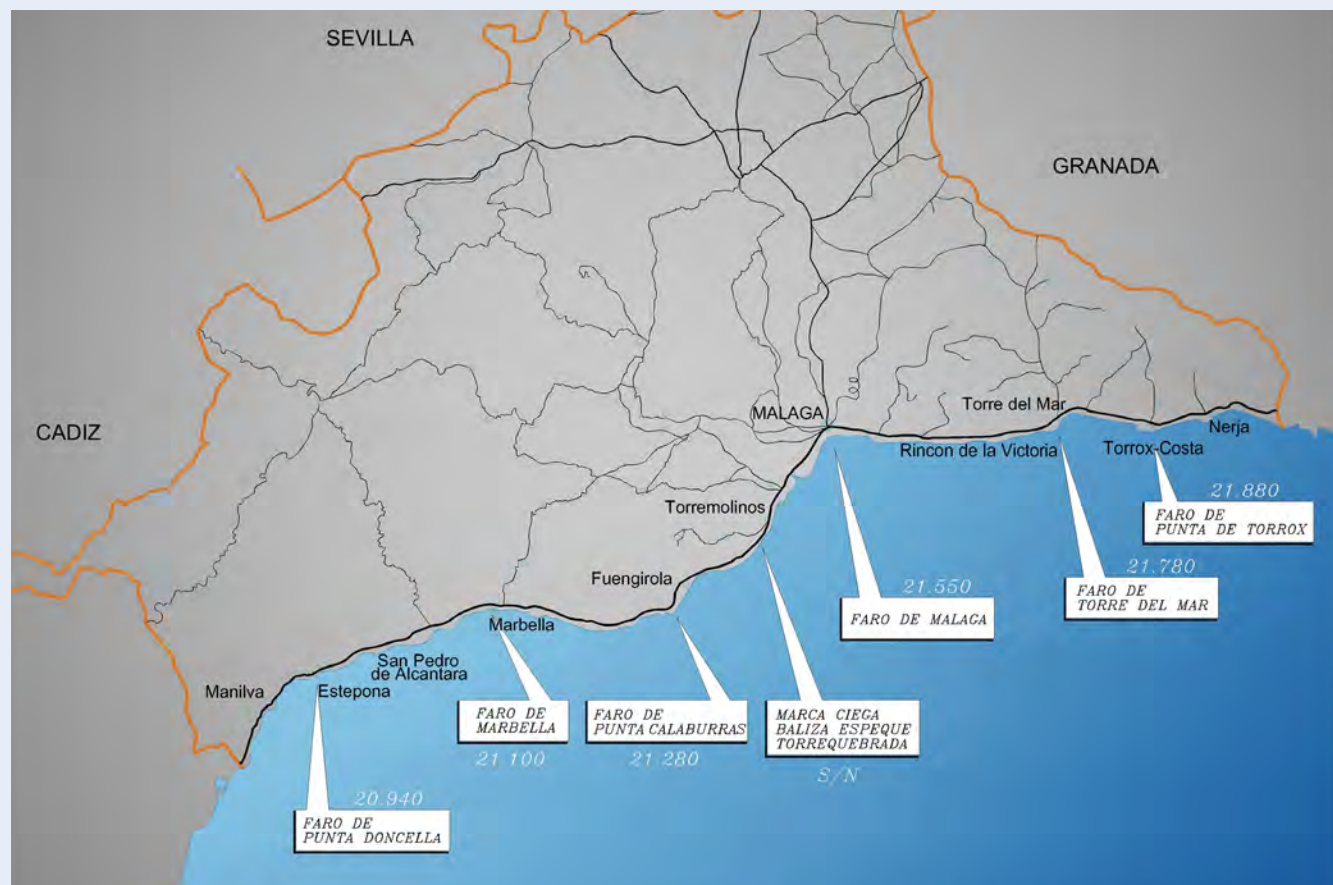 SEVILLA
GRANADA
CADIZ
MALAGA
Torre del Mar
Nerja
Rincon de la Victoria
Torrox-Costa
Torremolinos
Fuengirola
Marbella
San Pedro
de Alcantara
Manilva
Estepona
21.880
FARO DE
PUNTA DE TORROX
21.780
FARO DE
TORRE DEL MAR
21.550
FARO DE MALAGA
MARCA CIEGA
BALIZA ESPEQUE
TORREQUEBRADA
S/N
FARO DE
PUNTA CALABURRAS
21 280
FARO DE
MARBELLA
21 100
20.940
FARO DE
PUNTA DONCELLA